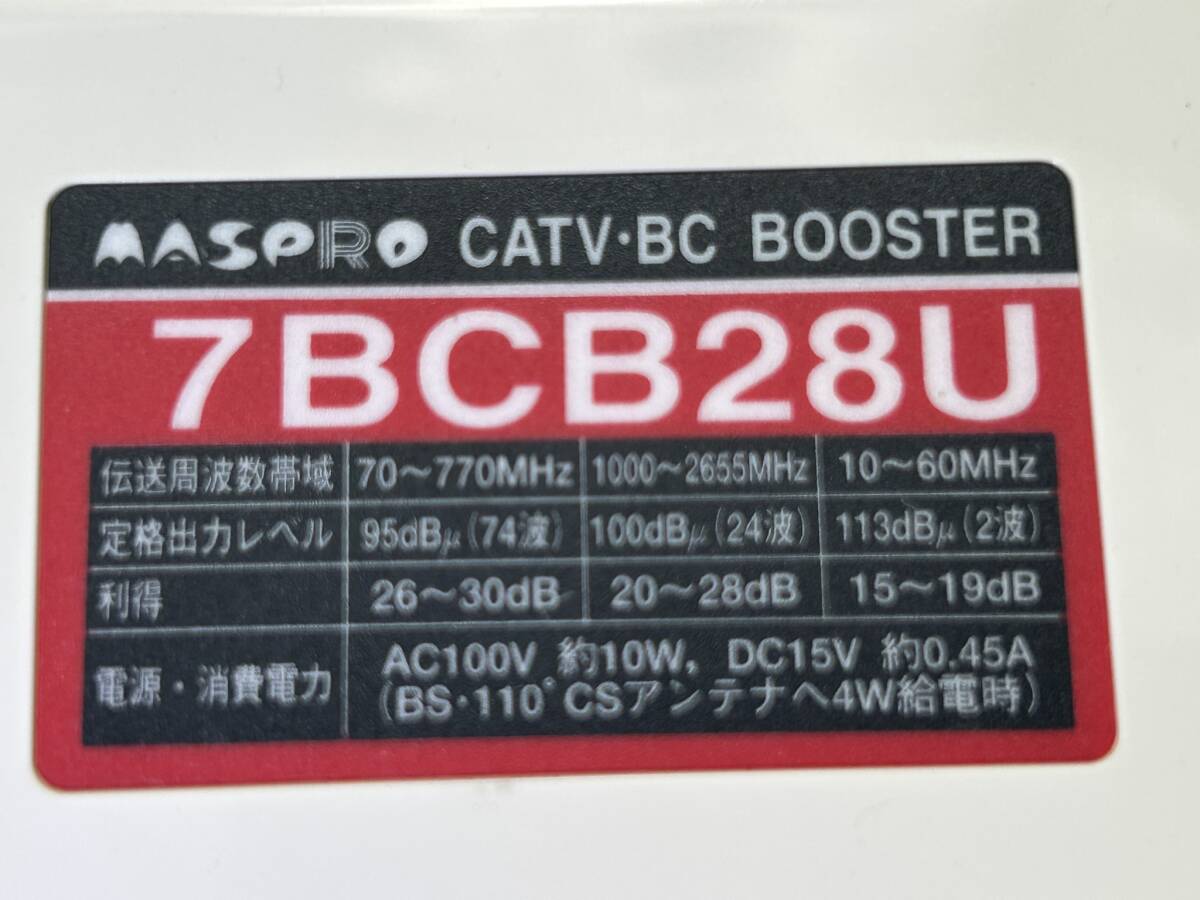 MASPRO CATV・BC BOOSTER
7BCB28U
伝送周波数帯域 70～770MHz 1000～2655MHz 10～60MHz
定格出力レベル 95dBμ(74波) 100dBμ(24波) 113dBμ(2波)
利得 26～30dB 20～28dB 15～19dB
電源・消費電力 AC100V 約10W, DC15V 約0.45A
(BS・110°CSアンテナへ4W給電時)